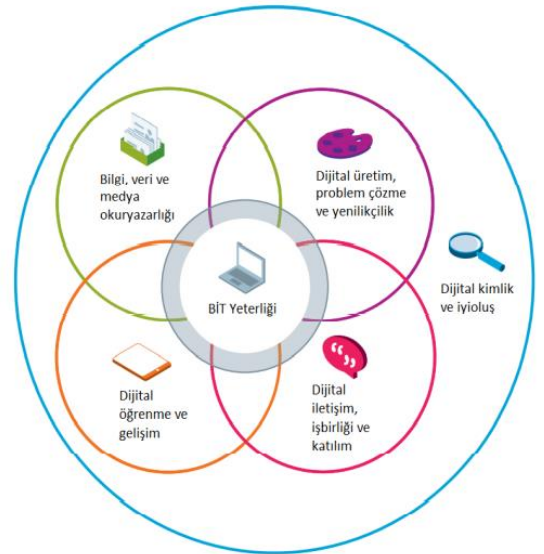 Bilgi, veri ve
medya
okuryazarlığı
Dijital üretim,
problem çözme
ve yenilikçilik
Dijital kimlik
ve iyioluş
BİT Yeterliği
Dijital
öğrenme ve
gelişim
Dijital
iletişim,
işbirliği ve
katılım